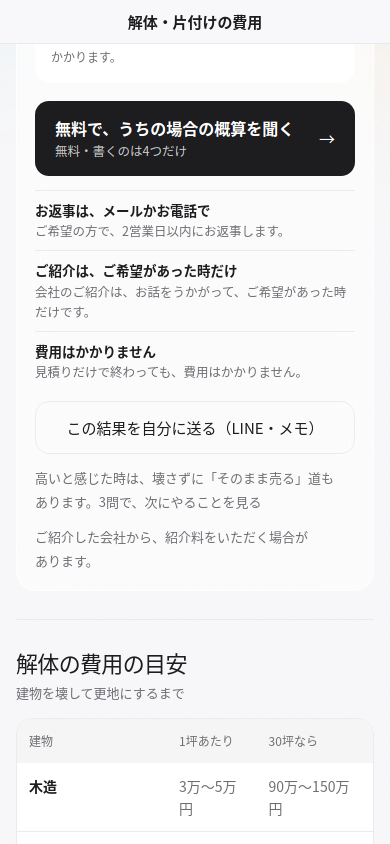 解体・片付けの費用
かかります。
無料で、うちの場合の概算を聞く
→
無料・書くのは4つだけ
お返事は、メールかお電話で
ご希望の方で、2営業日以内にお返事します。
ご紹介は、ご希望があった時だけ
会社のご紹介は、お話をうかがって、ご希望があった時
だけです。
費用はかかりません
見積りだけで終わっても、費用はかかりません。
この結果を自分に送る（LINE・メモ）
高いと感じた時は、壊さずに「そのまま売る」道も
あります。3問で、次にやることを見る
ご紹介した会社から、紹介料をいただく場合が
あります。
解体の費用の目安
建物を壊して更地にするまで
建物 1坪あたり 30坪なら
木造 3万〜5万 90万〜150万
円 円